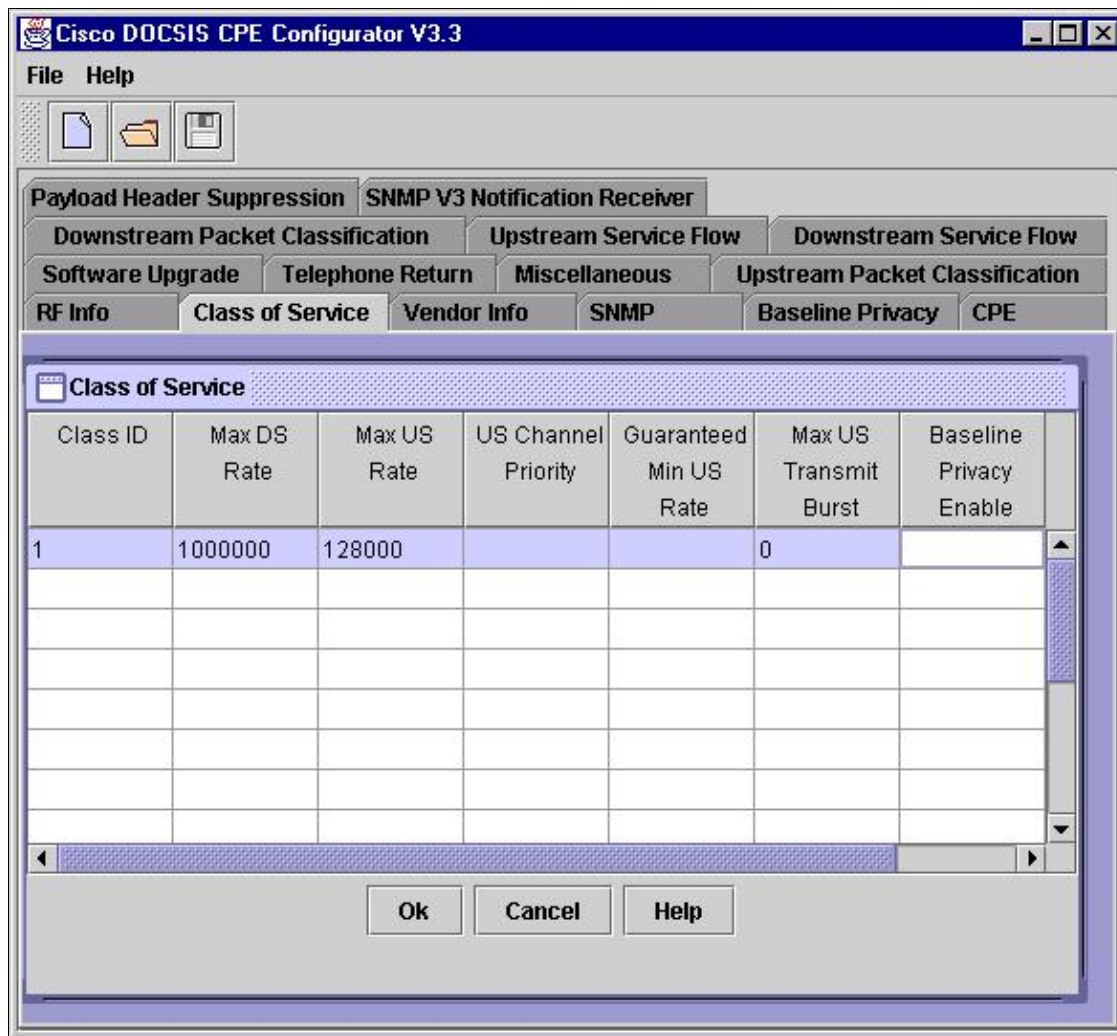 Cisco DOCSIS CPE Configurator V3.3
File Help
Payload Header Suppression SNMP V3 Notification Receiver
Downstream Packet Classification Upstream Service Flow Downstream Service Flow
Software Upgrade Telephone Return Miscellaneous Upstream Packet Classification
RF Info Class of Service Vendor Info SNMP Baseline Privacy CPE
Class of Service
Class ID Max DS Rate Max US Rate US Channel Priority Guaranteed Min US Rate Max US Transmit Burst Baseline Privacy Enable
1 1000000 128000 0
Ok Cancel Help